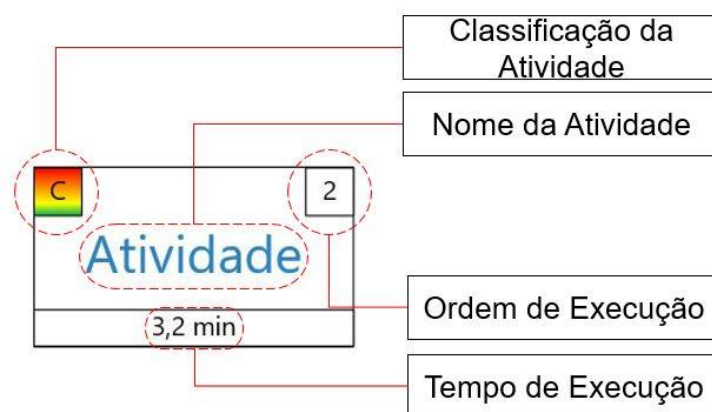 Classificação da
Atividade
Nome da Atividade
C
2
Atividade
Ordem de Execução
3,2 min
Tempo de Execução